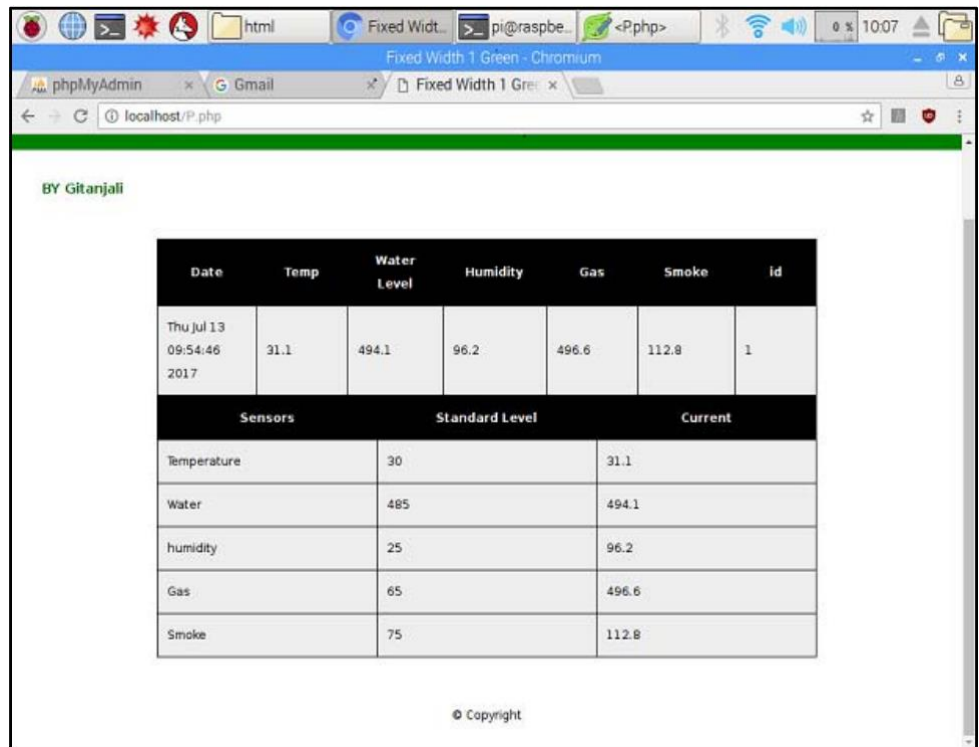 html
Fixed Widt...
pi@raspbe...
<P.php>
0 %
10:07
Fixed Width 1 Green - Chromium
phpMyAdmin
Gmail
Fixed Width 1 Gree
localhost/P.php
BY Gitanjali
Date Temp Water Level Humidity Gas Smoke id
Thu Jul 13 09:54:46 2017 31.1 494.1 96.2 496.6 112.8 1
Sensors Standard Level Current
Temperature 30 31.1
Water 485 494.1
humidity 25 96.2
Gas 65 496.6
Smoke 75 112.8
© Copyright